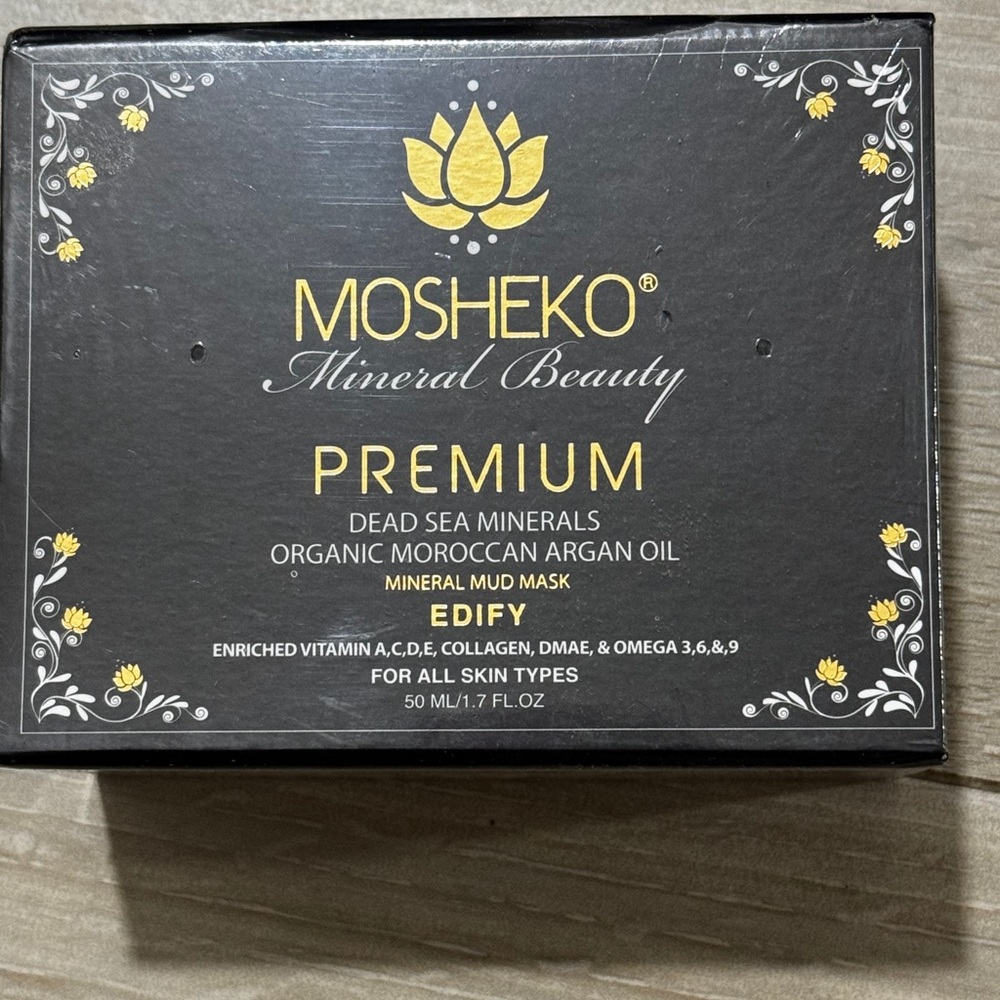 MOSHEKO®
Mineral Beauty
PREMIUM
DEAD SEA MINERALS
ORGANIC MOROCCAN ARGAN OIL
MINERAL MUD MASK
EDIFY
ENRICHED VITAMIN A,C,D,E, COLLAGEN, DMAE, & OMEGA 3,6,&,9
FOR ALL SKIN TYPES
50 ML/1.7 FL.OZ